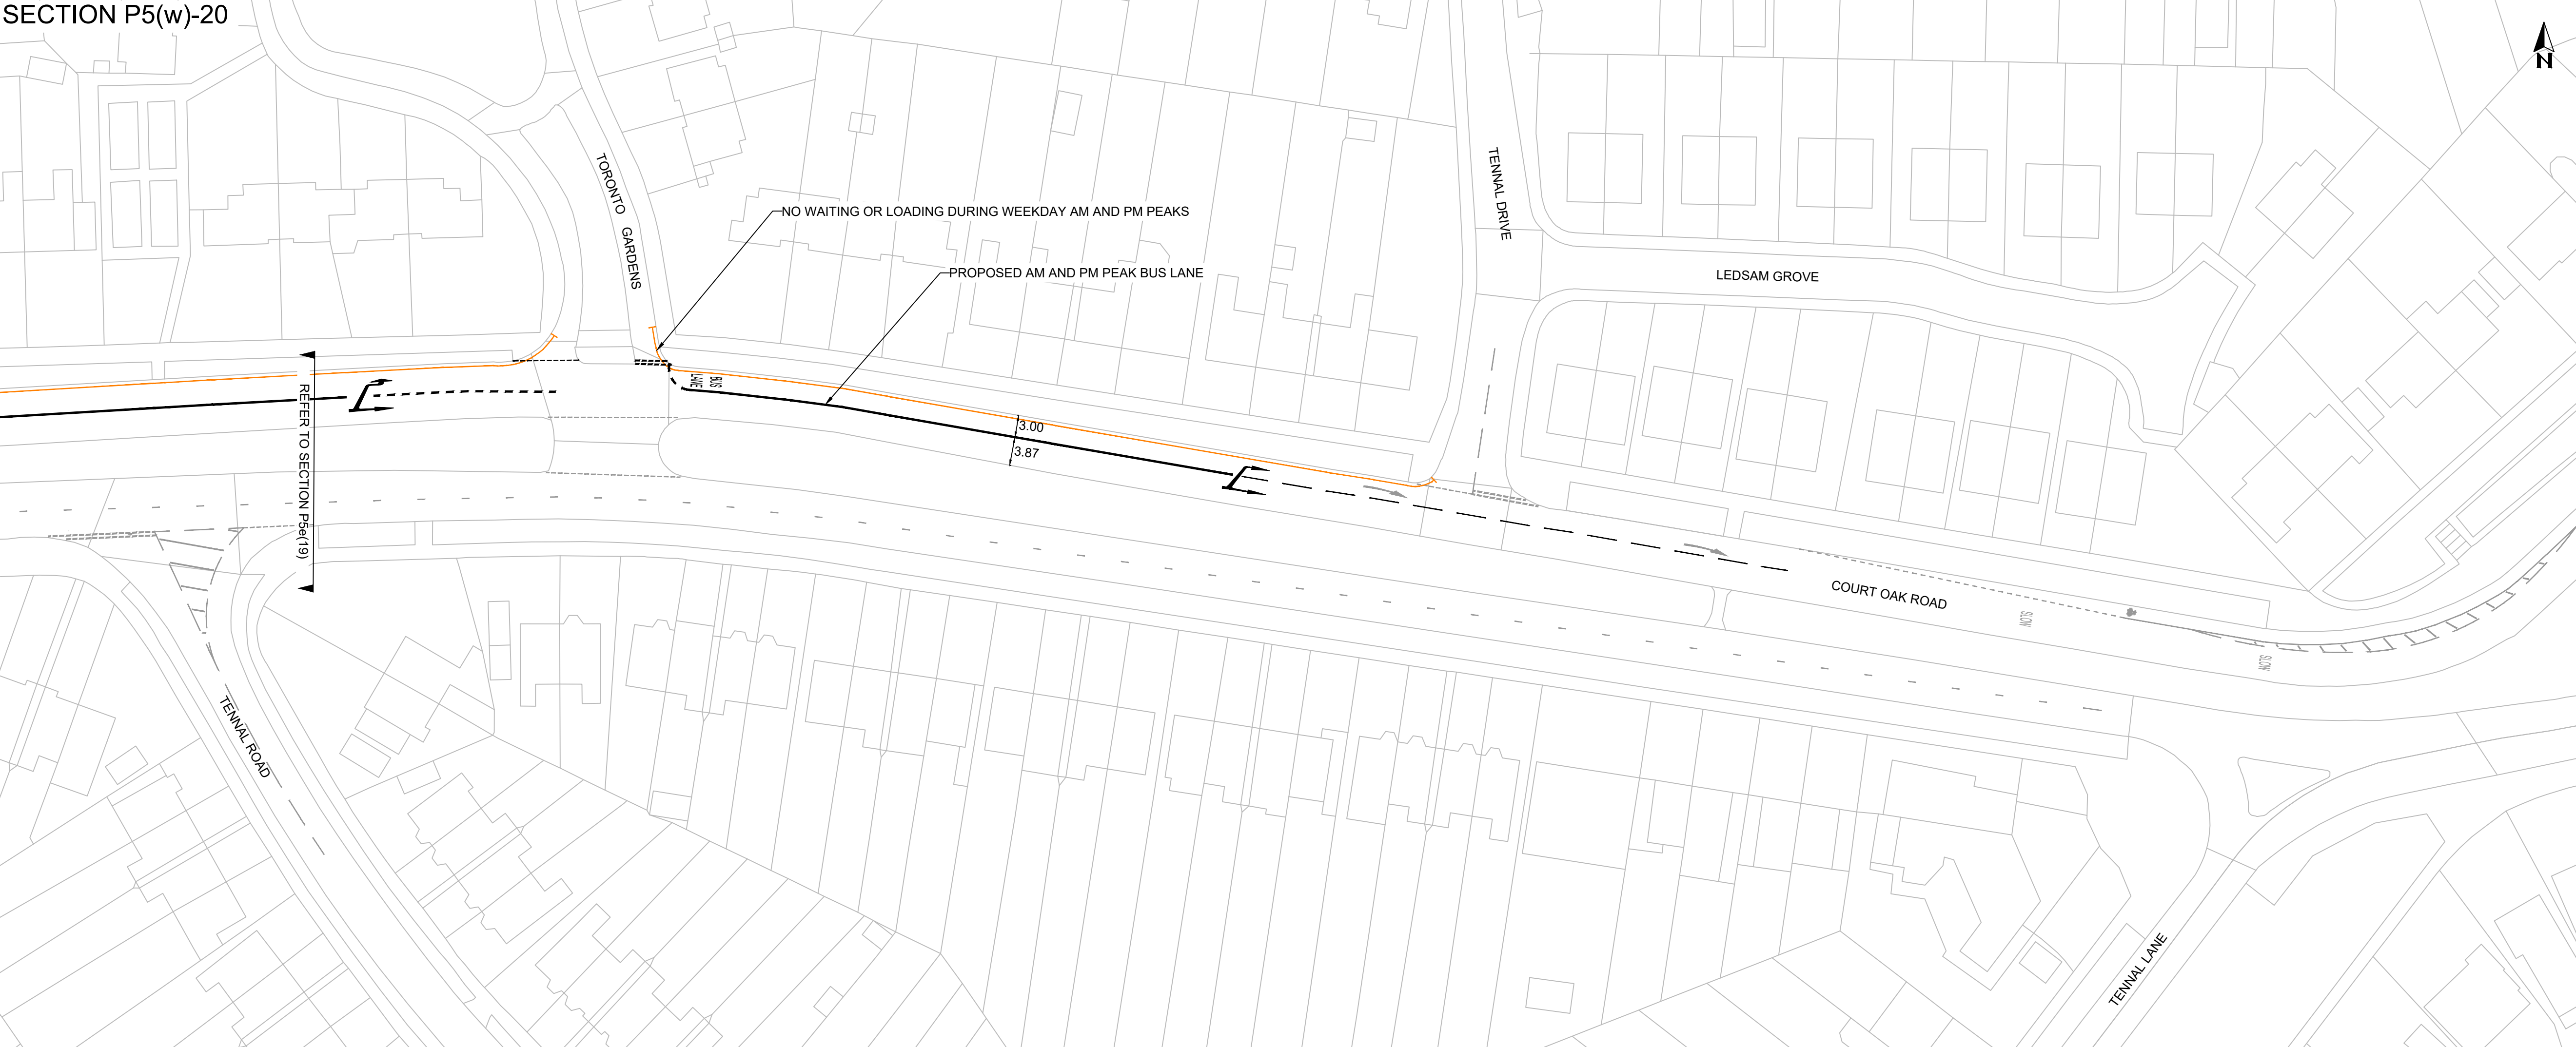 SECTION P5(w)-20
N
TORONTO GARDENS
TENNAL DRIVE
NO WAITING OR LOADING DURING WEEKDAY AM AND PM PEAKS
PROPOSED AM AND PM PEAK BUS LANE
LEDSAM GROVE
REFER TO SECTION P5e(19)
BUS
LANE
3.00
3.87
COURT OAK ROAD
SLOW
SLOW
TENNAL ROAD
TENNAL LANE